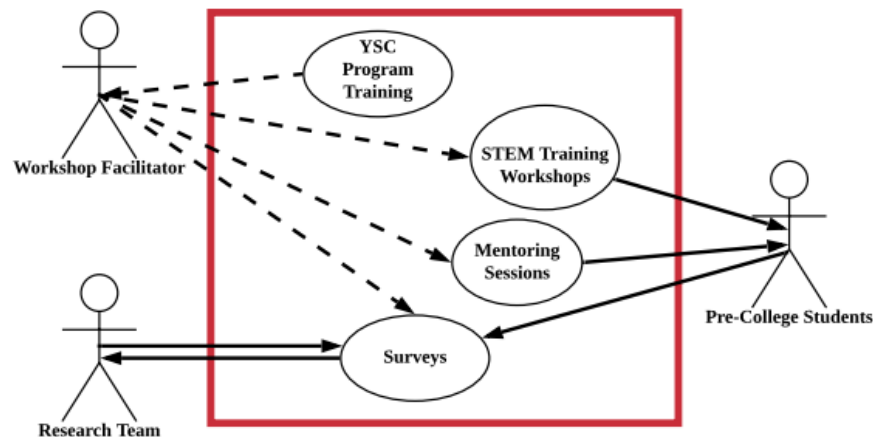 YSC
Program
Training
Workshop Facilitator
STEM Training
Workshops
Mentoring
Sessions
Pre-College Students
Surveys
Research Team